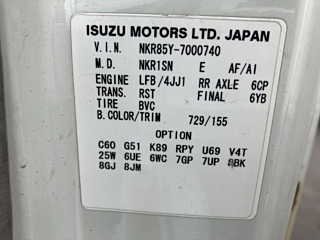 ISUZU MOTORS LTD. JAPAN
V.I.N. NKR85Y-7000740
M.D. NKR1SN E AF/AI
ENGINE LFB/4JJ1 RR AXLE 6CP
TRANS. RST FINAL 6YB
TIRE BVC
B.COLOR/TRIM 729/155
OPTION
C60 G51 K89 RPY U69 V4T
25W 6UE 6WC 7GP 7UP 8BK
8GJ 8JM